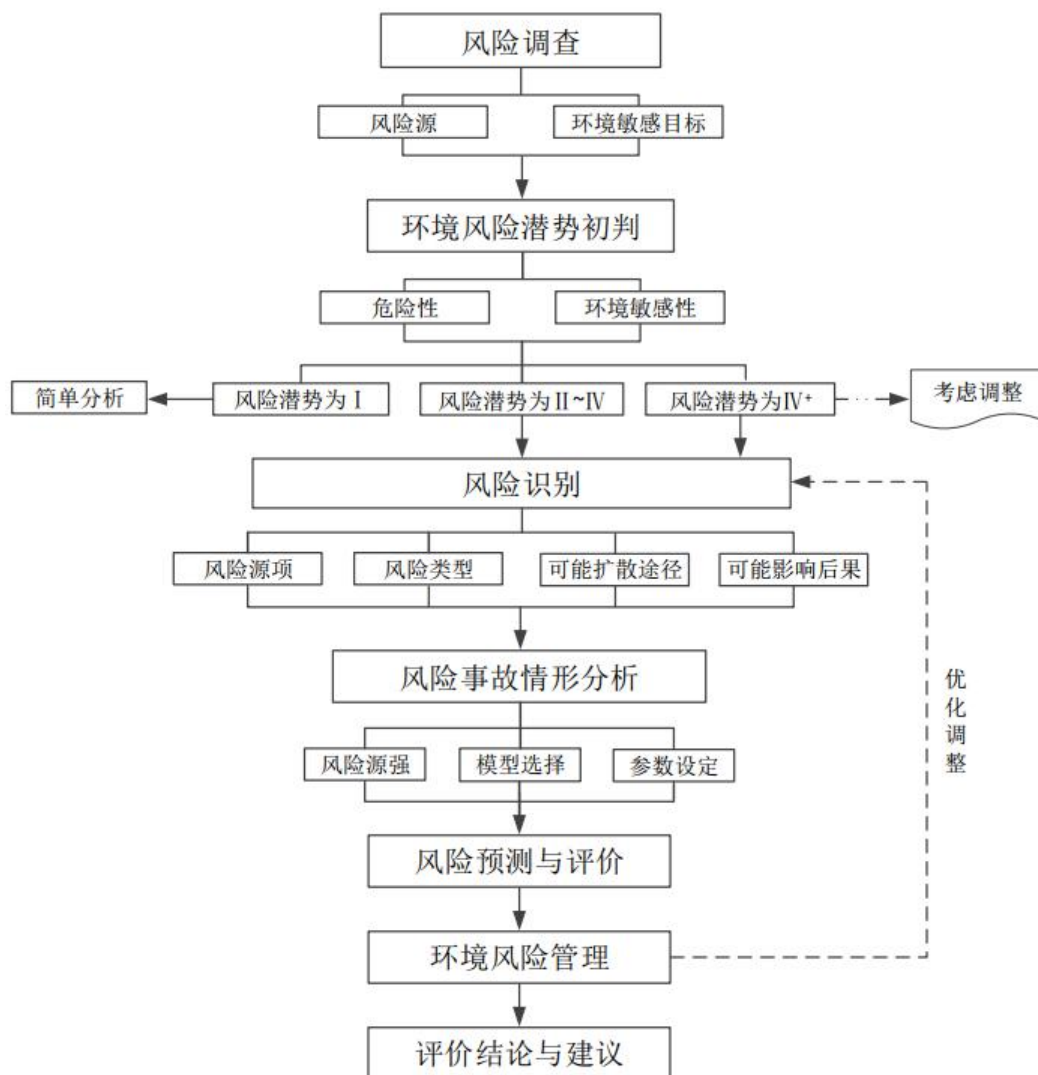 风险调查
风险源
环境敏感目标
环境风险潜势初判
危险性
环境敏感性
简单分析
风险潜势为Ⅰ
风险潜势为Ⅱ~Ⅳ
风险潜势为Ⅳ⁺
考虑调整
风险识别
风险源项
风险类型
可能扩散途径
可能影响后果
风险事故情形分析
优化调整
风险源强
模型选择
参数设定
风险预测与评价
环境风险管理
评价结论与建议